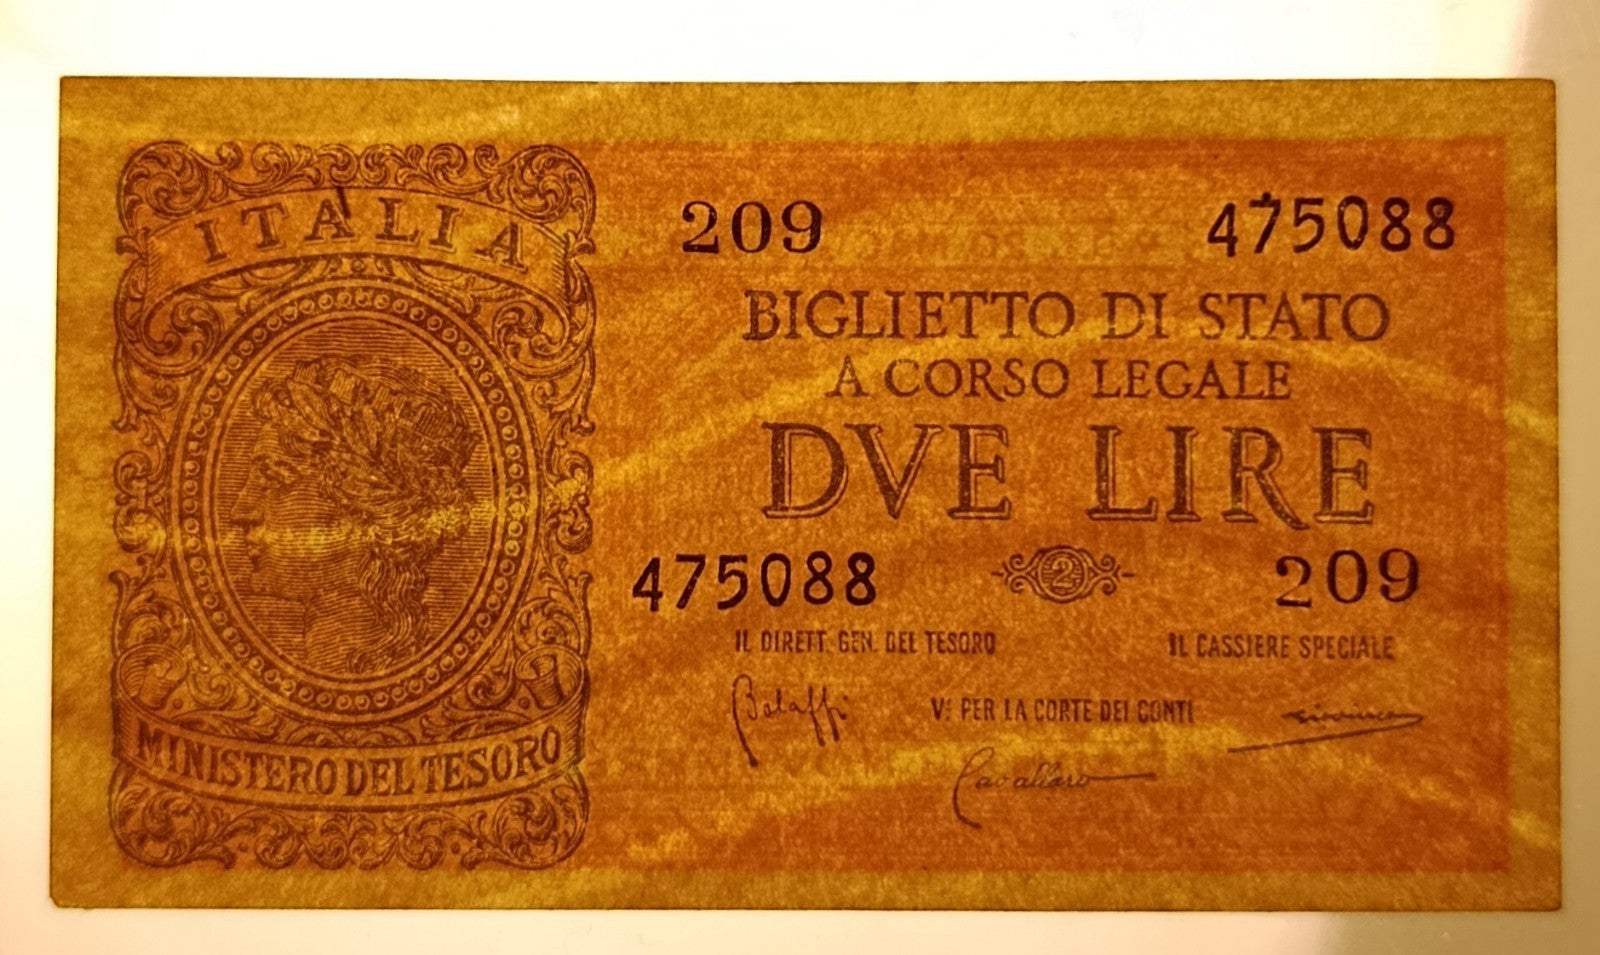 ITALIA
209 475088
BIGLIETTO DI STATO
A CORSO LEGALE
DVE LIRE
475088 2 209
IL DIRETT. GEN. DEL TESORO IL CASSIERE SPECIALE
Bolaffi V.º PER LA CORTE DEI CONTI
Cavallaro
MINISTERO DEL TESORO